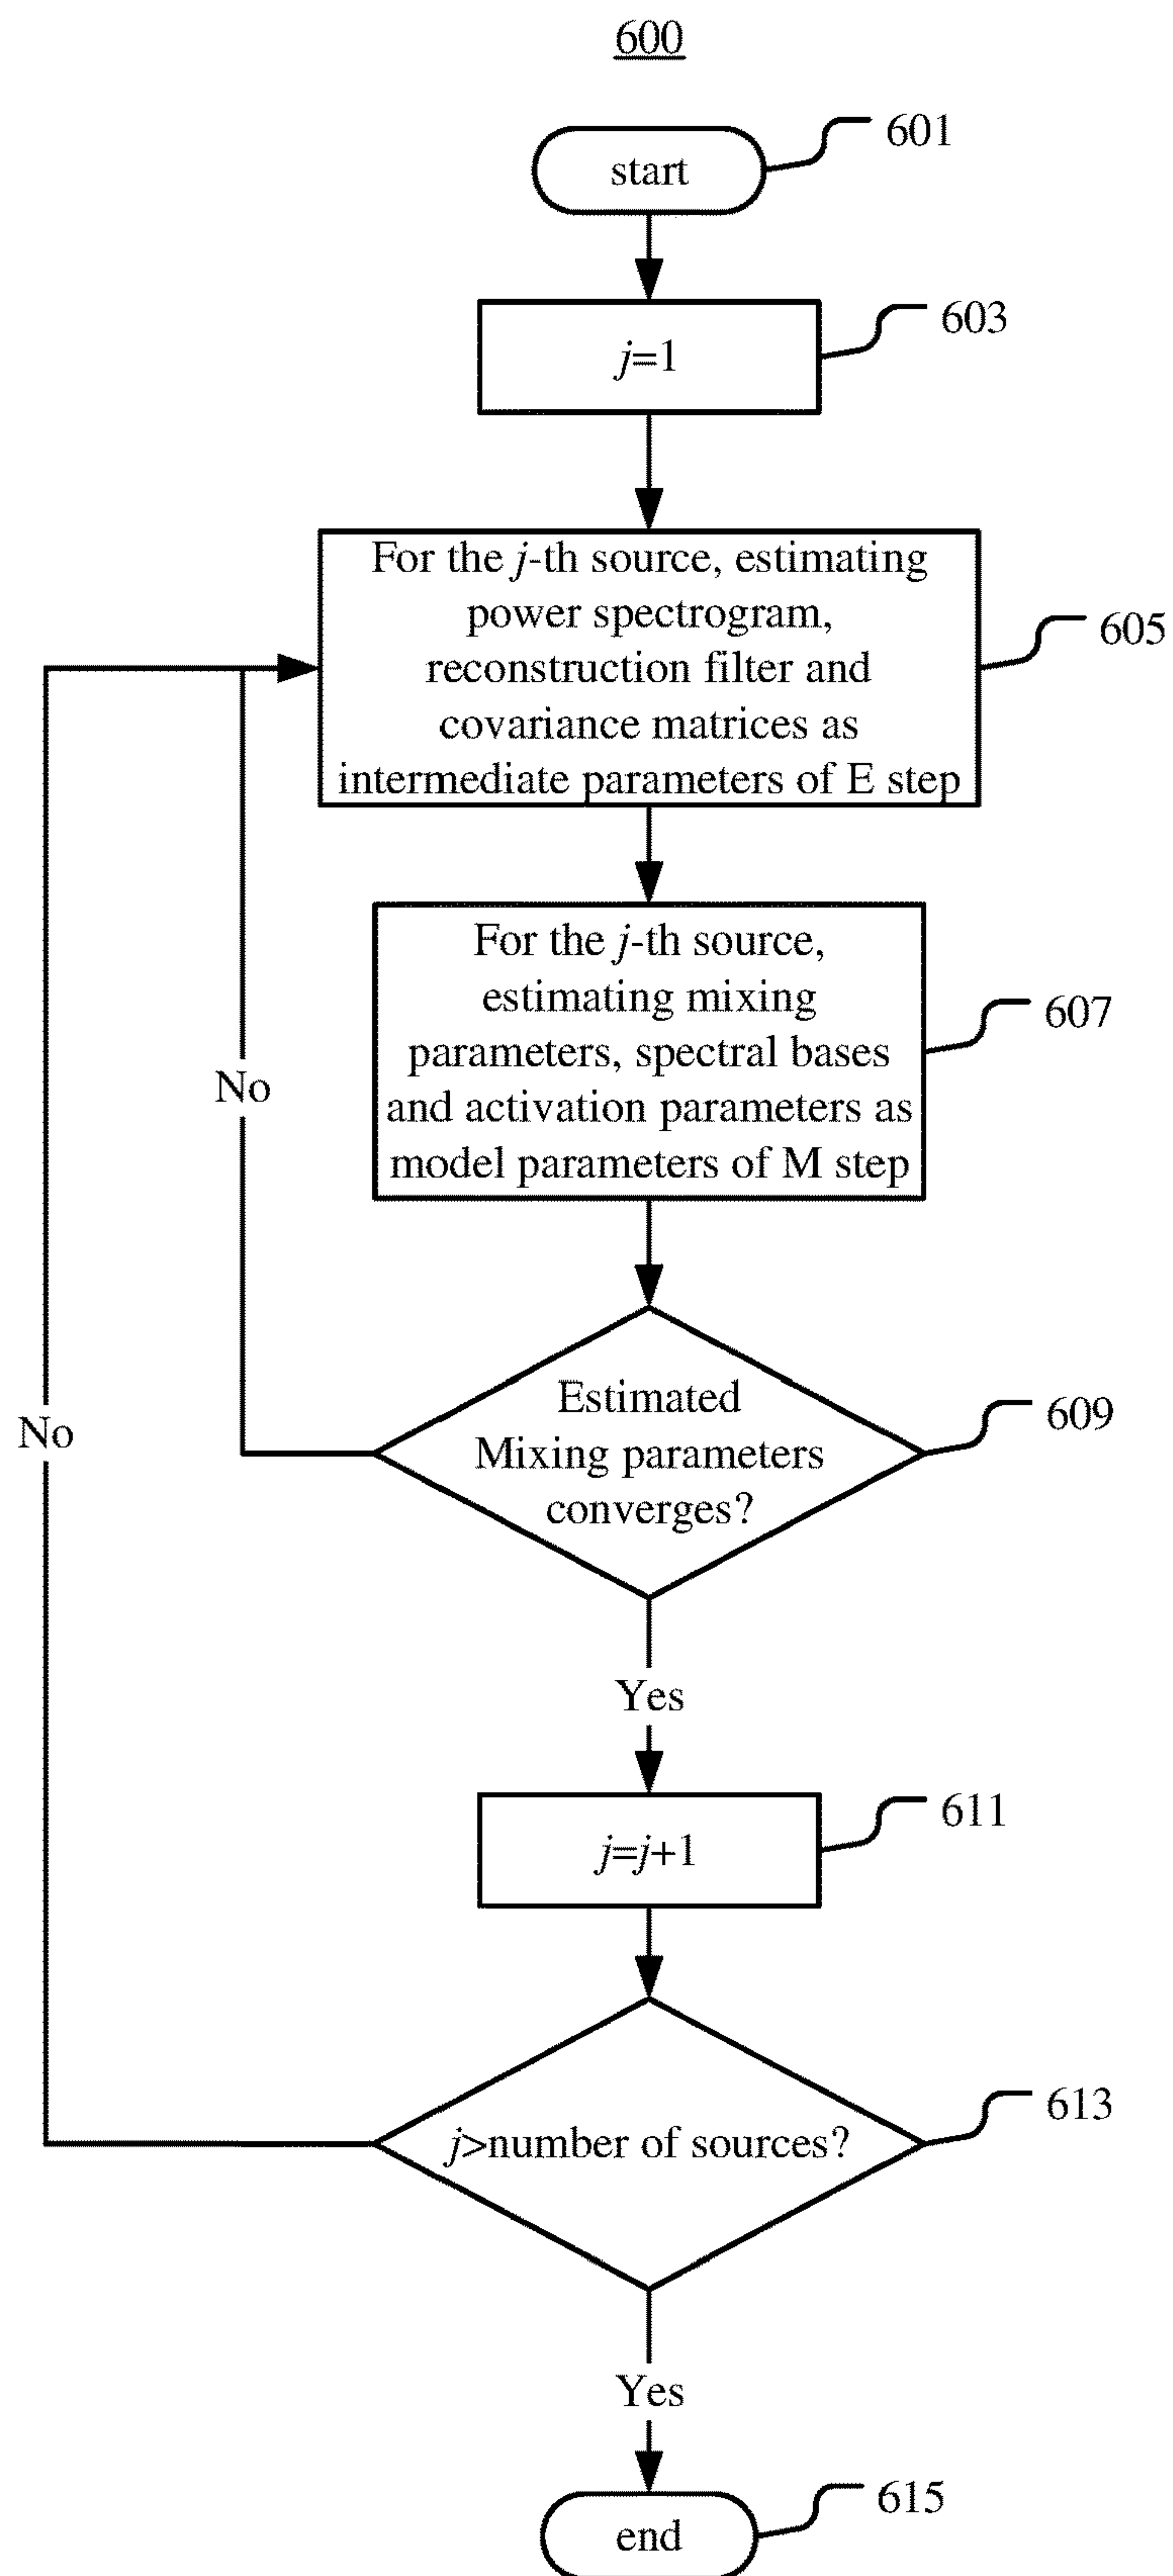 600
start
601
j=1
603
For the j-th source, estimating
power spectrogram,
reconstruction filter and
covariance matrices as
intermediate parameters of E step
605
For the j-th source,
estimating mixing
parameters, spectral bases
and activation parameters as
model parameters of M step
607
No
Estimated
Mixing parameters
converges?
609
No
Yes
j=j+1
611
j>number of sources?
613
Yes
end
615